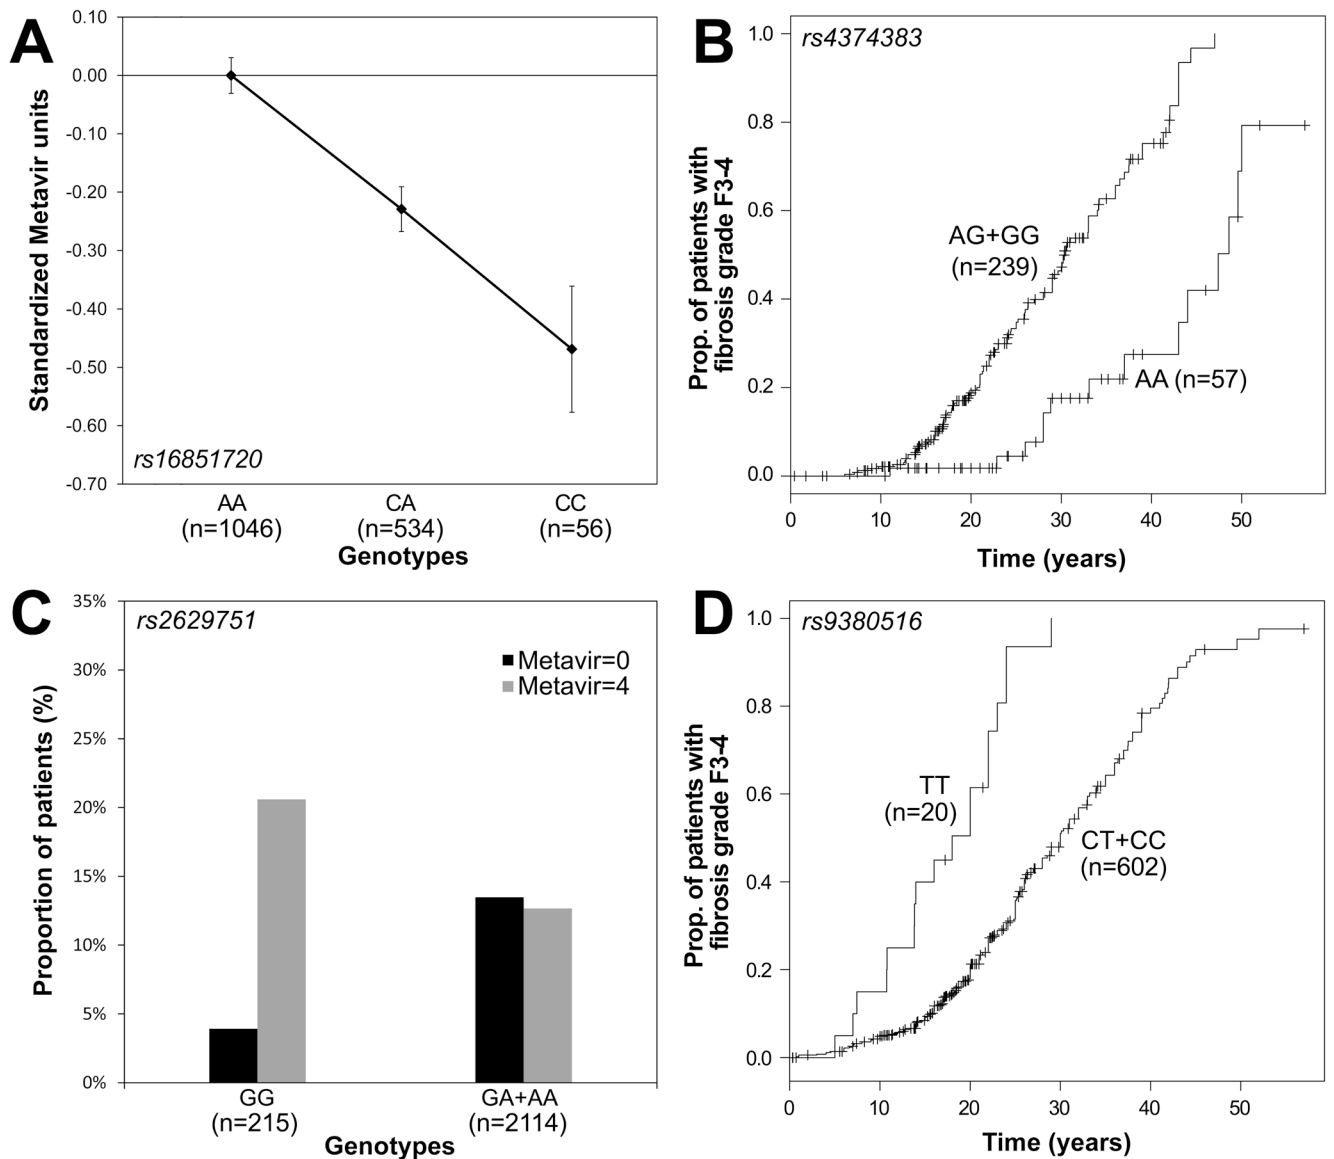 A
0.10
0.00
-0.10
-0.20
-0.30
-0.40
-0.50
-0.60
-0.70
Standardized Metavir units
rs16851720
AA CA CC
(n=1046) (n=534) (n=56)
Genotypes
B
rs4374383
1.0
0.8
0.6
0.4
0.2
0.0
Prop. of patients with
fibrosis grade F3-4
AG+GG
(n=239)
AA (n=57)
0 10 20 30 40 50
Time (years)
C
35%
30%
25%
20%
15%
10%
5%
0%
Proportion of patients (%)
rs2629751
Metavir=0
Metavir=4
GG GA+AA
(n=215) (n=2114)
Genotypes
D
rs9380516
1.0
0.8
0.6
0.4
0.2
0.0
Prop. of patients with
fibrosis grade F3-4
TT
(n=20)
CT+CC
(n=602)
0 10 20 30 40 50
Time (years)